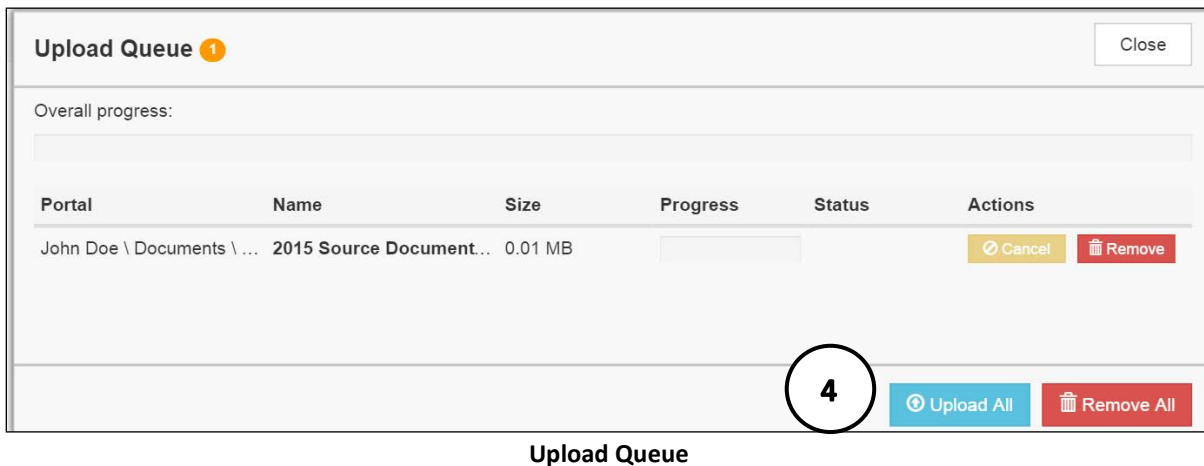 Upload Queue 1
Close
Overall progress:
Portal Name Size Progress Status Actions
John Doe \ Documents \ ... 2015 Source Document... 0.01 MB Cancel Remove
4 Upload All Remove All
Upload Queue